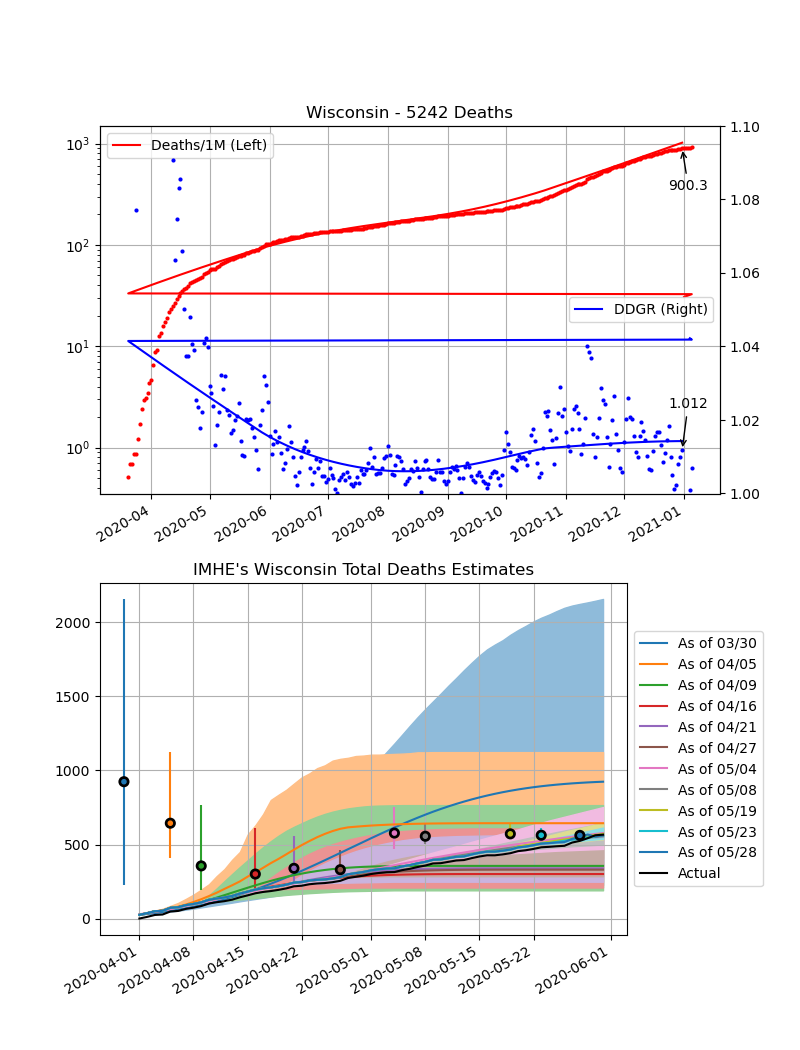 Wisconsin - 5242 Deaths
10³
10²
10¹
10⁰
Deaths/1M (Left)
900.3
DDGR (Right)
1.012
1.10
1.08
1.06
1.04
1.02
1.00
2020-04
2020-05
2020-06
2020-07
2020-08
2020-09
2020-10
2020-11
2020-12
2021-01
IMHE's Wisconsin Total Deaths Estimates
2000
1500
1000
500
0
2020-04-01
2020-04-08
2020-04-15
2020-04-22
2020-05-01
2020-05-08
2020-05-15
2020-05-22
2020-06-01
As of 03/30
As of 04/05
As of 04/09
As of 04/16
As of 04/21
As of 04/27
As of 05/04
As of 05/08
As of 05/19
As of 05/23
As of 05/28
Actual